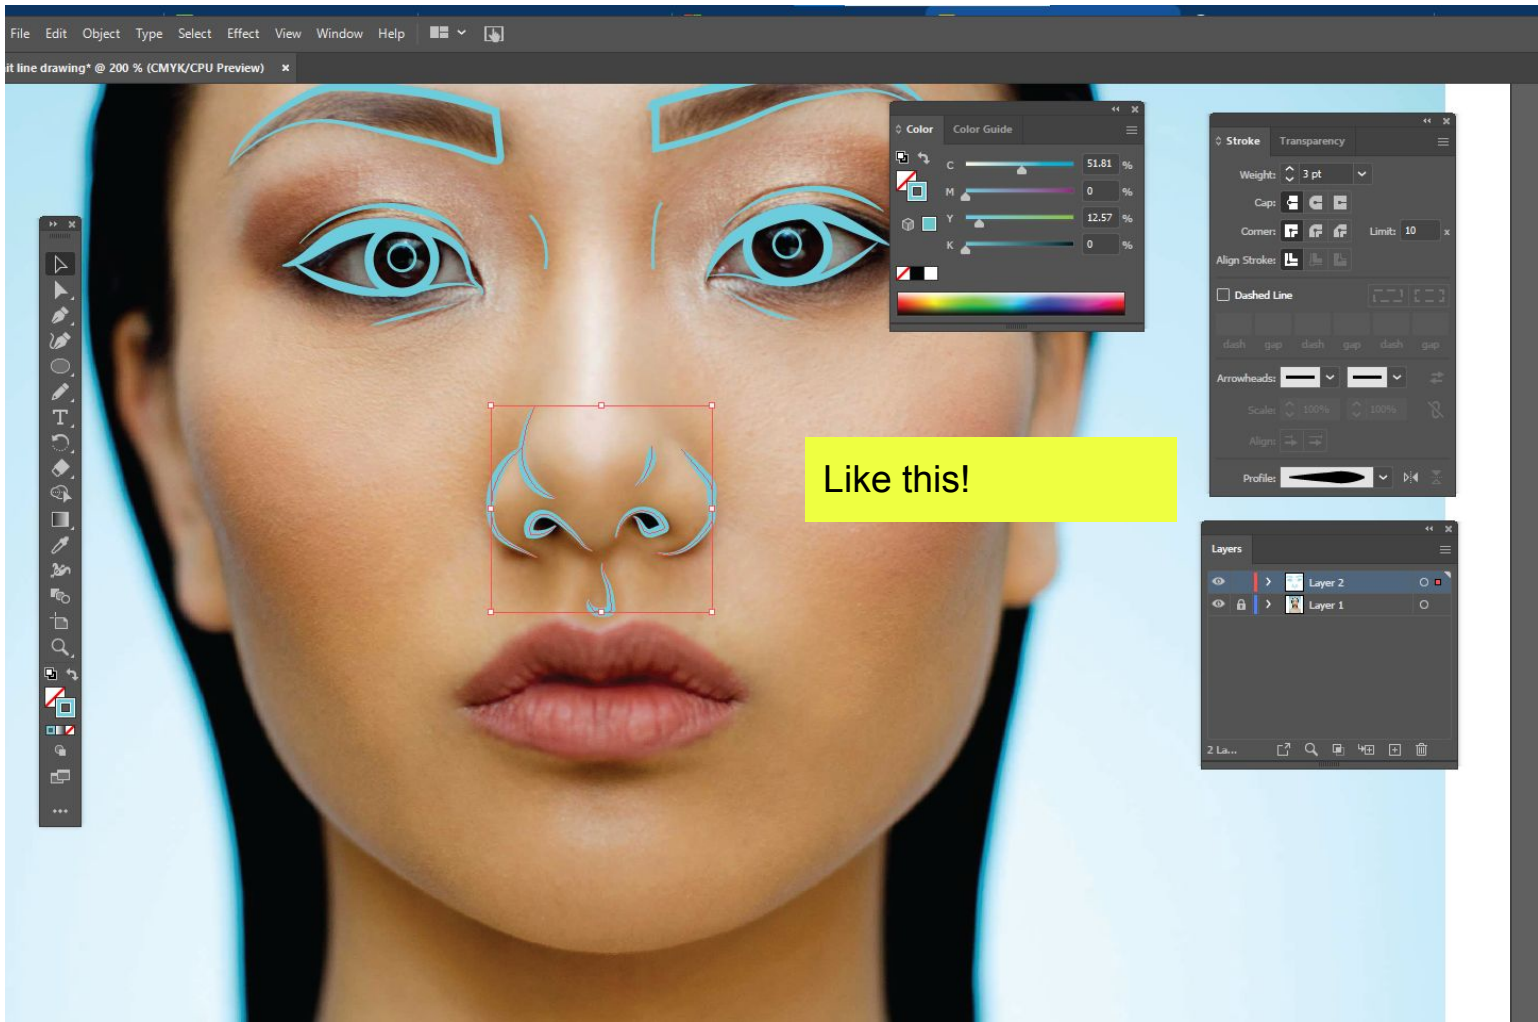 File Edit Object Type Select Effect View Window Help
it line drawing* @ 200 % (CMYK/CPU Preview) ×
Color Color Guide
C 51.81 %
M 0 %
Y 12.57 %
K 0 %
Stroke Transparency
Weight: 3 pt
Cap:
Corner: Limit: 10 x
Align Stroke:
Dashed Line
dash gap dash gap dash gap
Arrowheads:
Scale: 100% 100%
Align:
Profile:
Like this!
Layers
Layer 2
Layer 1
2 La...